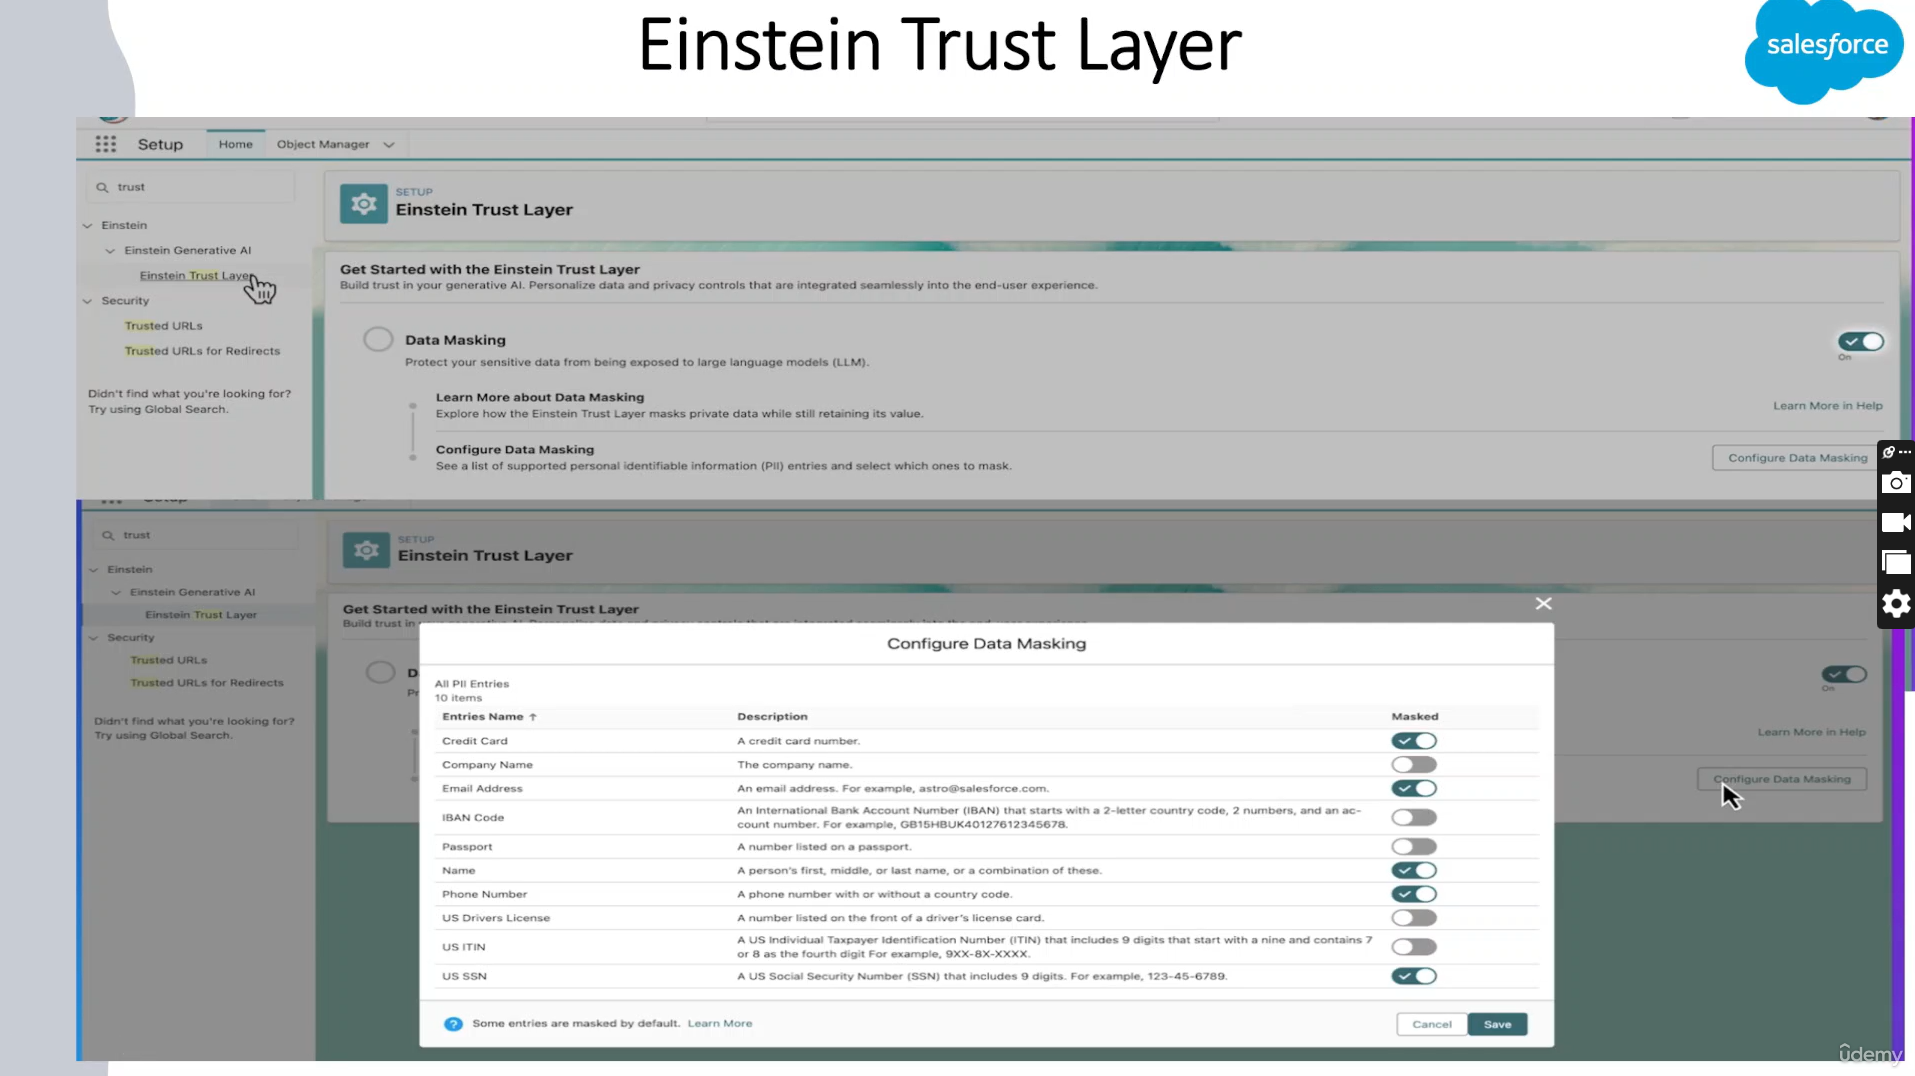 Einstein Trust Layer
salesforce
Setup
Home
Object Manager
trust
Einstein
Einstein Generative AI
Einstein Trust Layer
Security
Trusted URLs
Trusted URLs for Redirects
Didn't find what you're looking for?
Try using Global Search.
SETUP
Einstein Trust Layer
Get Started with the Einstein Trust Layer
Build trust in your generative AI. Personalize data and privacy controls that are integrated seamlessly into the end-user experience.
Data Masking
Protect your sensitive data from being exposed to large language models (LLM).
On
Learn More about Data Masking
Explore how the Einstein Trust Layer masks private data while still retaining its value.
Learn More in Help
Configure Data Masking
See a list of supported personal identifiable information (PII) entries and select which ones to mask.
Configure Data Masking
trust
Einstein
Einstein Generative AI
Einstein Trust Layer
Security
Trusted URLs
Trusted URLs for Redirects
Didn't find what you're looking for?
Try using Global Search.
SETUP
Einstein Trust Layer
Get Started with the Einstein Trust Layer
Build trust in
On
Learn More in Help
Configure Data Masking
Configure Data Masking
All PII Entries
10 items
Entries Name Description Masked
Credit Card A credit card number.
Company Name The company name.
Email Address An email address. For example, astro@salesforce.com.
IBAN Code An International Bank Account Number (IBAN) that starts with a 2-letter country code, 2 numbers, and an ac-
count number. For example, GB15HBUK40127612345678.
Passport A number listed on a passport.
Name A person's first, middle, or last name, or a combination of these.
Phone Number A phone number with or without a country code.
US Drivers License A number listed on the front of a driver's license card.
US ITIN A US Individual Taxpayer Identification Number (ITIN) that includes 9 digits that start with a nine and contains 7
or 8 as the fourth digit For example, 9XX-8X-XXXX.
US SSN A US Social Security Number (SSN) that includes 9 digits. For example, 123-45-6789.
Some entries are masked by default. Learn More
Cancel
Save
udemy